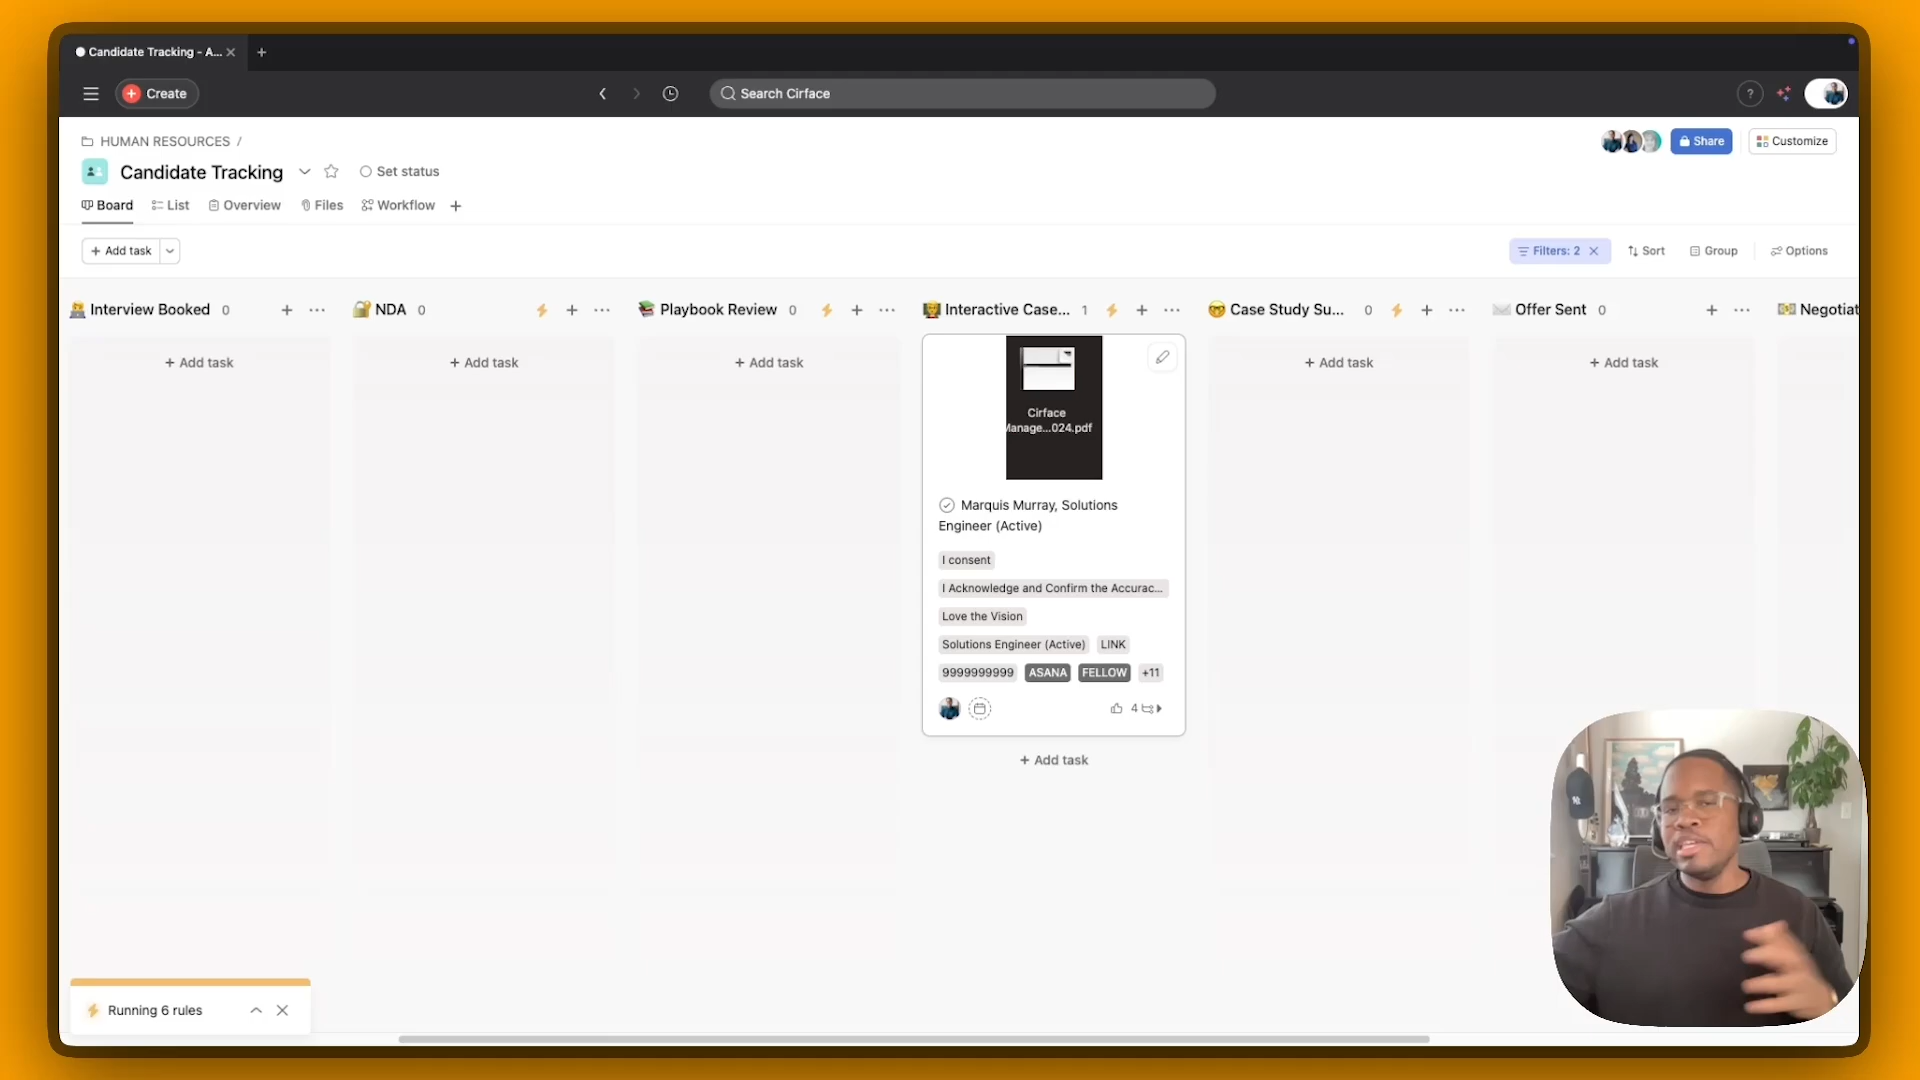 Candidate Tracking - A...
Create
Search Cirface
?
HUMAN RESOURCES /
Candidate Tracking
Set status
Share
Customize
Board
List
Overview
Files
Workflow
+ Add task
Filters: 2
Sort
Group
Options
Interview Booked 0
NDA 0
Playbook Review 0
Interactive Case... 1
Case Study Su... 0
Offer Sent 0
Negotiat
+ Add task
+ Add task
+ Add task
+ Add task
+ Add task
Cirface
Manage...024.pdf
Marquis Murray, Solutions
Engineer (Active)
I consent
I Acknowledge and Confirm the Accurac...
Love the Vision
Solutions Engineer (Active) LINK
9999999999 ASANA FELLOW +11
4
+ Add task
Running 6 rules